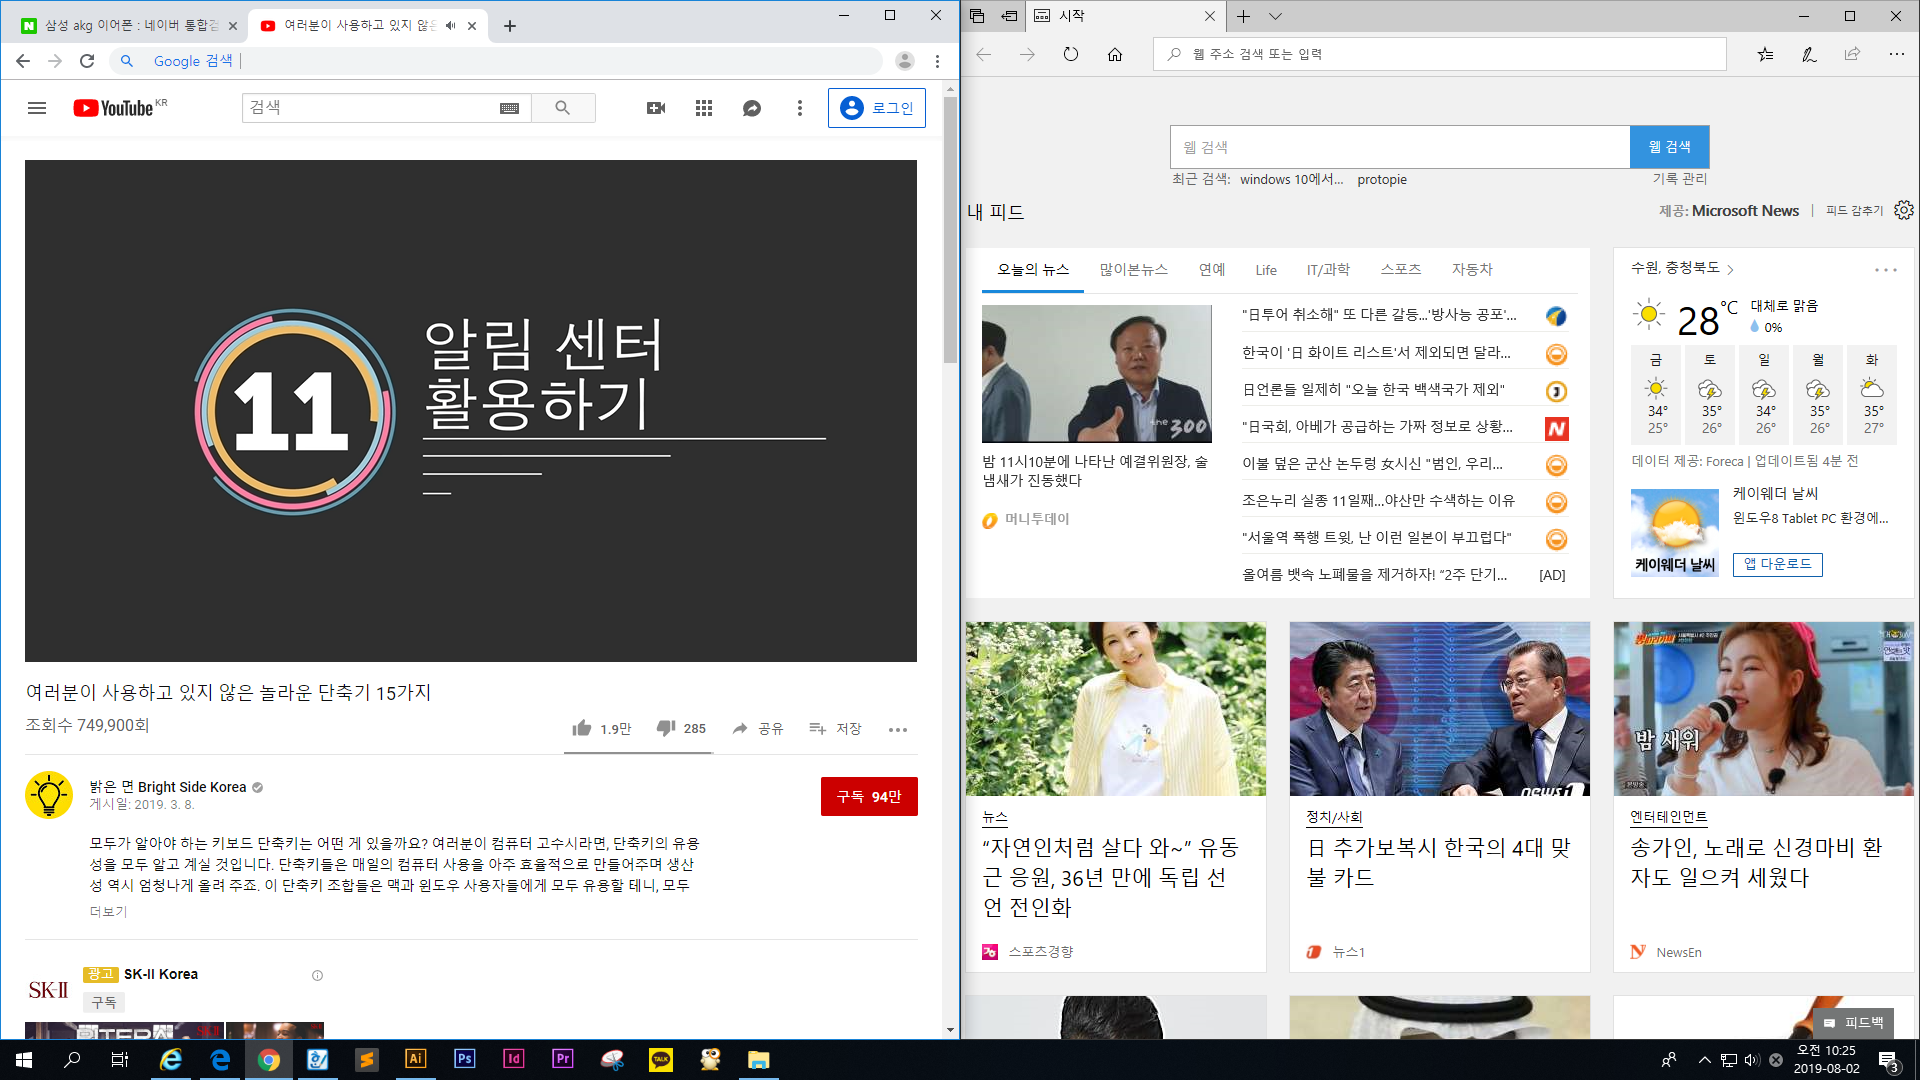 삼성 akg 이어폰 : 네이버 통합검
여러분이 사용하고 있지 않은
Google 검색
YouTube KR
검색
로그인
11
알림 센터
활용하기
여러분이 사용하고 있지 않은 놀라운 단축기 15가지
조회수 749,900회
1.9만
285
공유
저장
밝은 면 Bright Side Korea
게시일: 2019. 3. 8.
구독 94만
모두가 알아야 하는 키보드 단축키는 어떤 게 있을까요? 여러분이 컴퓨터 고수시라면, 단축키의 유용
성을 모두 알고 계실 것입니다. 단축키들은 매일의 컴퓨터 사용을 아주 효율적으로 만들어주며 생산
성 역시 엄청나게 올려 주죠. 이 단축키 조합들은 맥과 윈도우 사용자들에게 모두 유용할 테니, 모두
더보기
SK-II
광고 SK-II Korea
구독
시작
웹 주소 검색 또는 입력
웹 검색
웹 검색
최근 검색: windows 10에서... protopie
기록 관리
내 피드
제공: Microsoft News | 피드 감추기
오늘의 뉴스 많이본뉴스 연예 Life IT/과학 스포츠 자동차
the 300
밤 11시10분에 나타난 예결위원장, 술
냄새가 진동했다
머니투데이
"日투어 취소해" 또 다른 갈등...'방사능 공포'...
한국이 '日 화이트 리스트'서 제외되면 달라...
日언론들 일제히 "오늘 한국 백색국가 제외"
"日국회, 아베가 공급하는 가짜 정보로 상황...
이불 덮은 군산 논두렁 女시신 "범인, 우리...
조은누리 실종 11일째...야산만 수색하는 이유
"서울역 폭행 트윗, 난 이런 일본이 부끄럽다"
올여름 뱃속 노폐물을 제거하자! “2주 단기...
[AD]
수원, 충청북도
28 °C
대체로 맑음
0%
금 토 일 월 화
34° 35° 34° 35° 35°
25° 26° 26° 26° 27°
데이터 제공: Foreca | 업데이트됨 4분 전
케이웨더 날씨
케이웨더 날씨
윈도우8 Tablet PC 환경에...
앱 다운로드
뉴스
“자연인처럼 살다 와~” 유동
근 응원, 36년 만에 독립 선
언 전인화
스포츠경향
news1
정치/사회
日 추가보복시 한국의 4대 맞
불 카드
뉴스1
밤 새워
엔터테인먼트
송가인, 노래로 신경마비 환
자도 일으켜 세웠다
NewsEn
피드백
Ai
Ps
Id
Pr
TALK
오전 10:25
2019-08-02
3